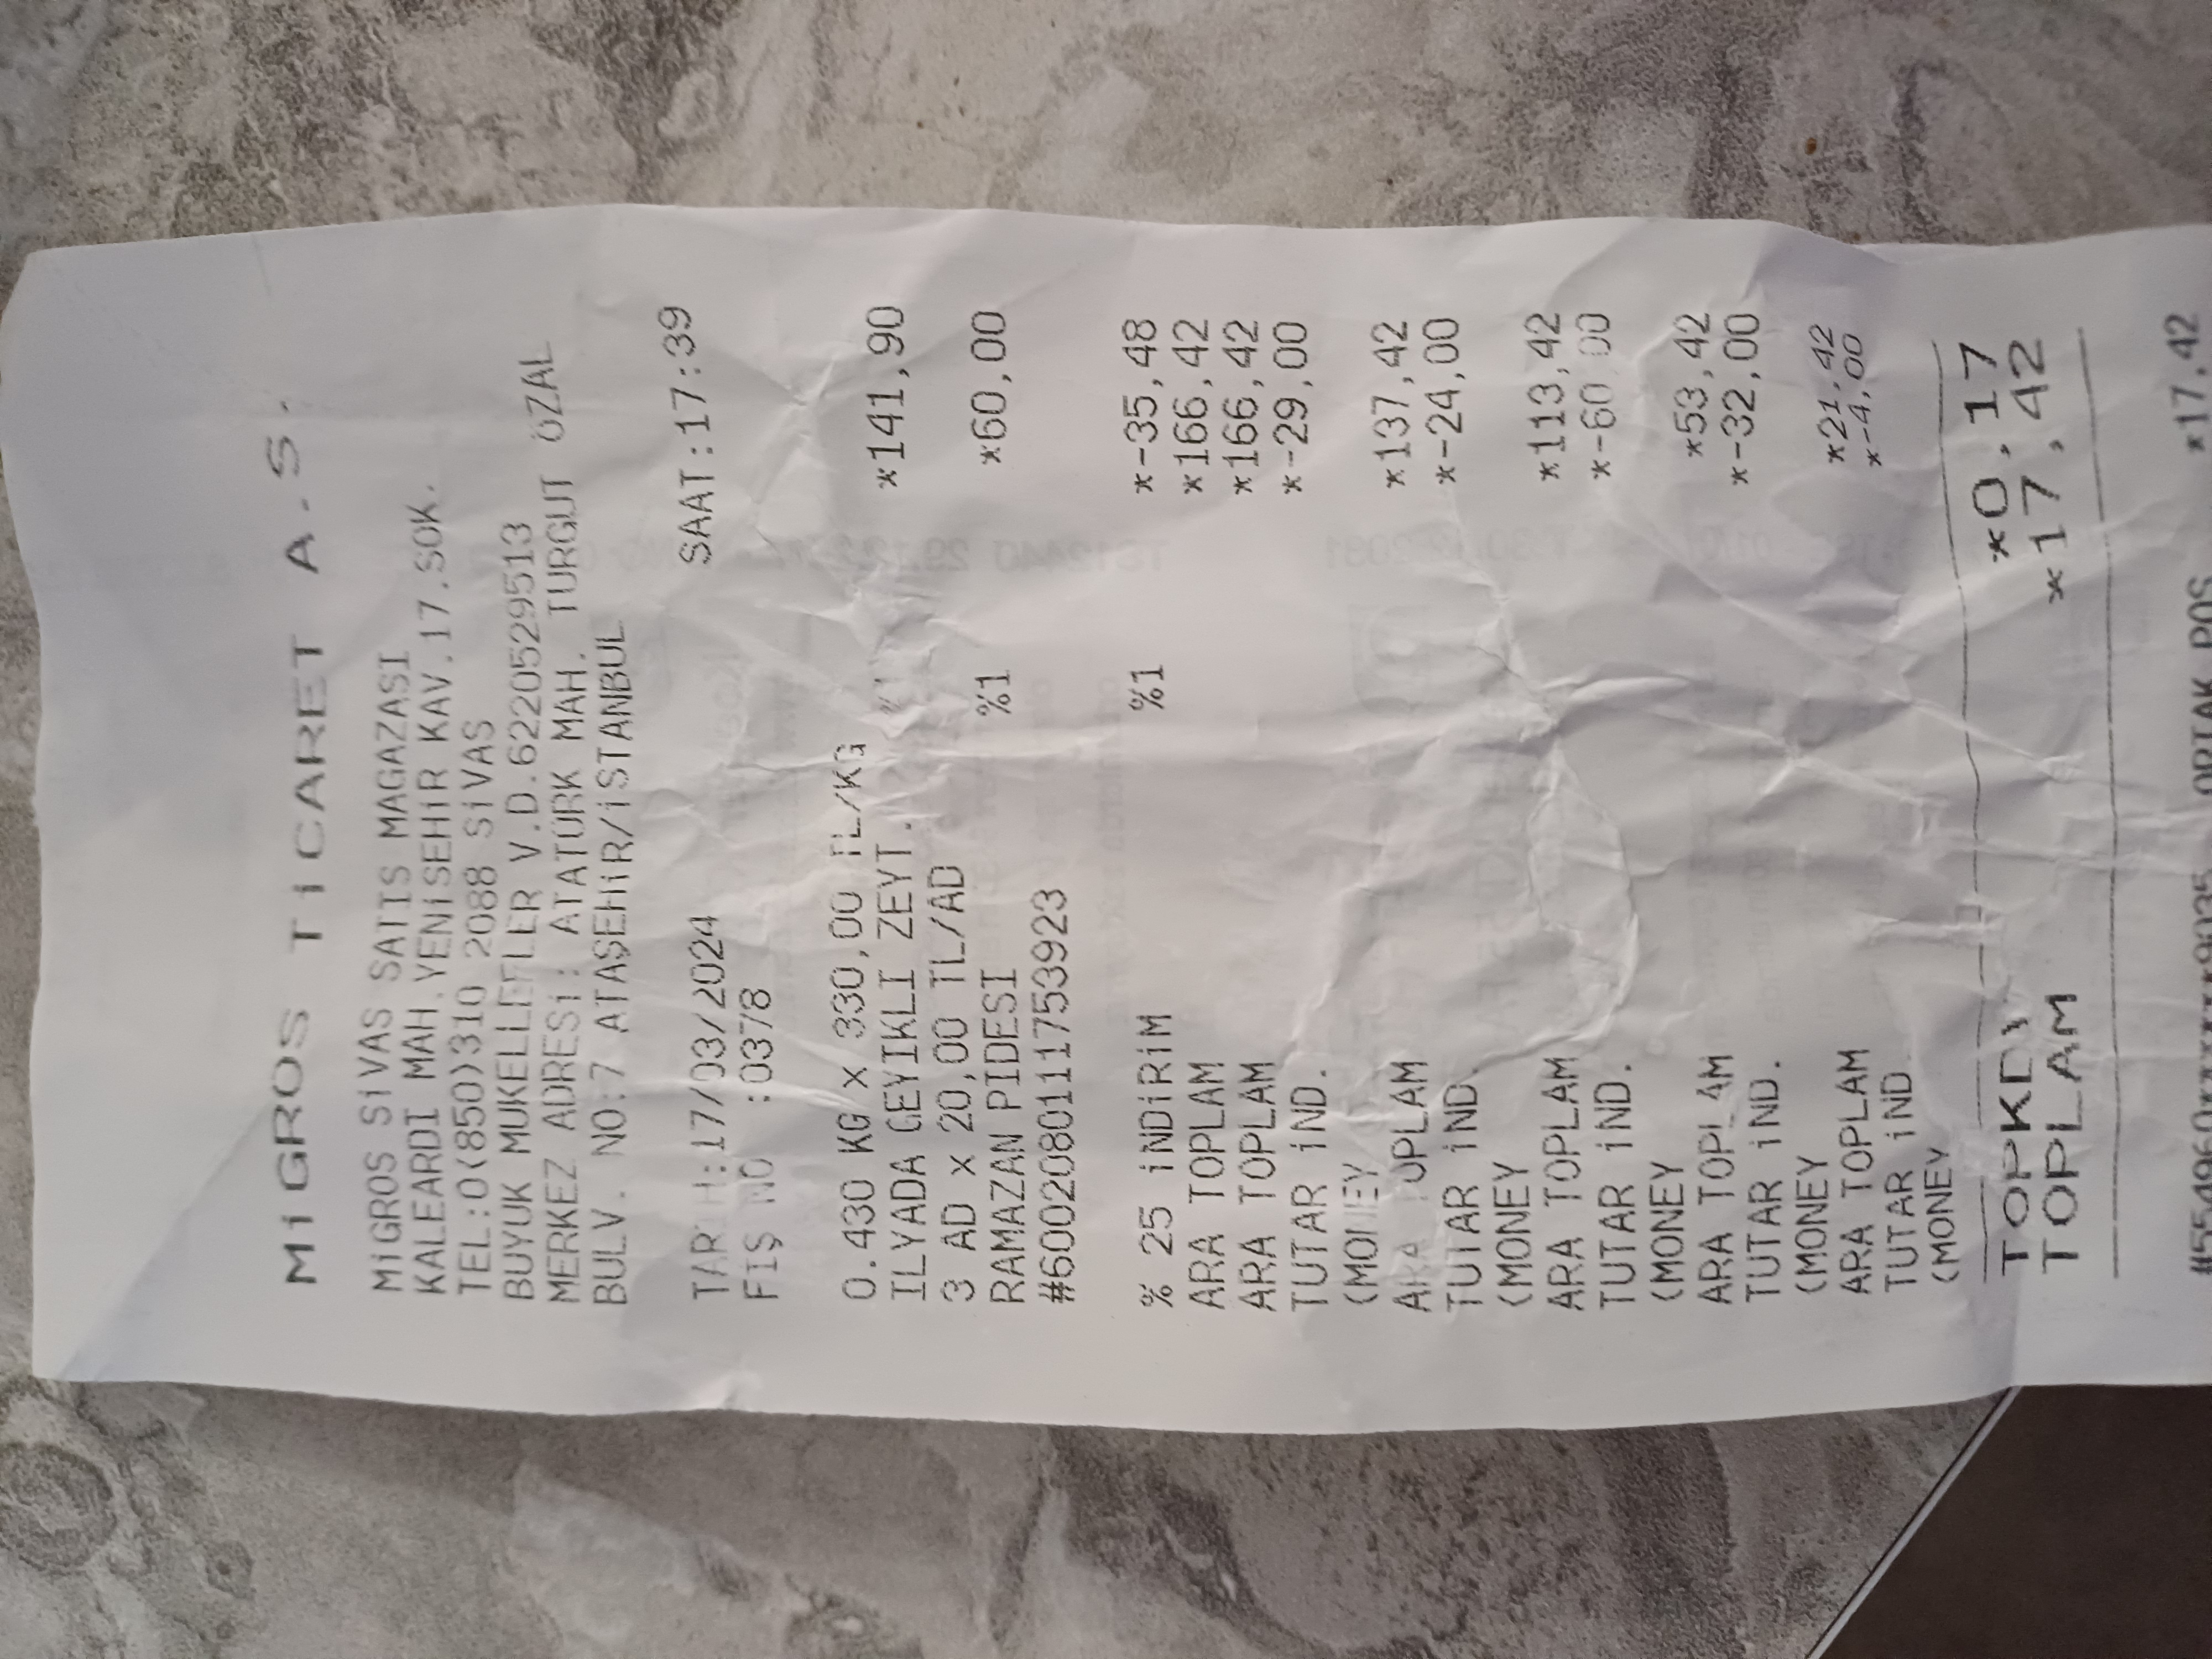 MiGROS TiCARET A.S.
MiGROS SiVAS SATIS MAGAZASI
KALEARDI MAH.YENiSEHiR KAV.17.SOK.
TEL:0(850)310 2088 SiVAS
BUYUK MUKELLEFLER V.D.6220529513
MERKEZ ADRESi: ATATÜRK MAH. TURGUT ÖZAL
BULV. NO:7 ATAŞEHiR/iSTANBUL
TARİH:17/03/2024 SAAT:17:39
FIŞ NO :0378
0.430 KG x 330,00 TL/KG
ILYADA GEYIKLI ZEYT. %1 *141,90
3 AD x 20,00 TL/AD
RAMAZAN PIDESI %1 *60,00
#6002080111753923
% 25 iNDiRiM %1 *-35,48
ARA TOPLAM *166,42
ARA TOPLAM *166,42
TUTAR iND. *-29,00
(MONEY
ARA TOPLAM *137,42
TUTAR iND. *-24,00
(MONEY
ARA TOPLAM *113,42
TUTAR iND. *-60,00
(MONEY
ARA TOPLAM *53,42
TUTAR iND. *-32,00
(MONEY
ARA TOPLAM *21,42
TUTAR iND. *-4,00
(MONEY
TOPKDV *0,17
TOPLAM *17,42
#554960******9035 ORTAK POS *17,42